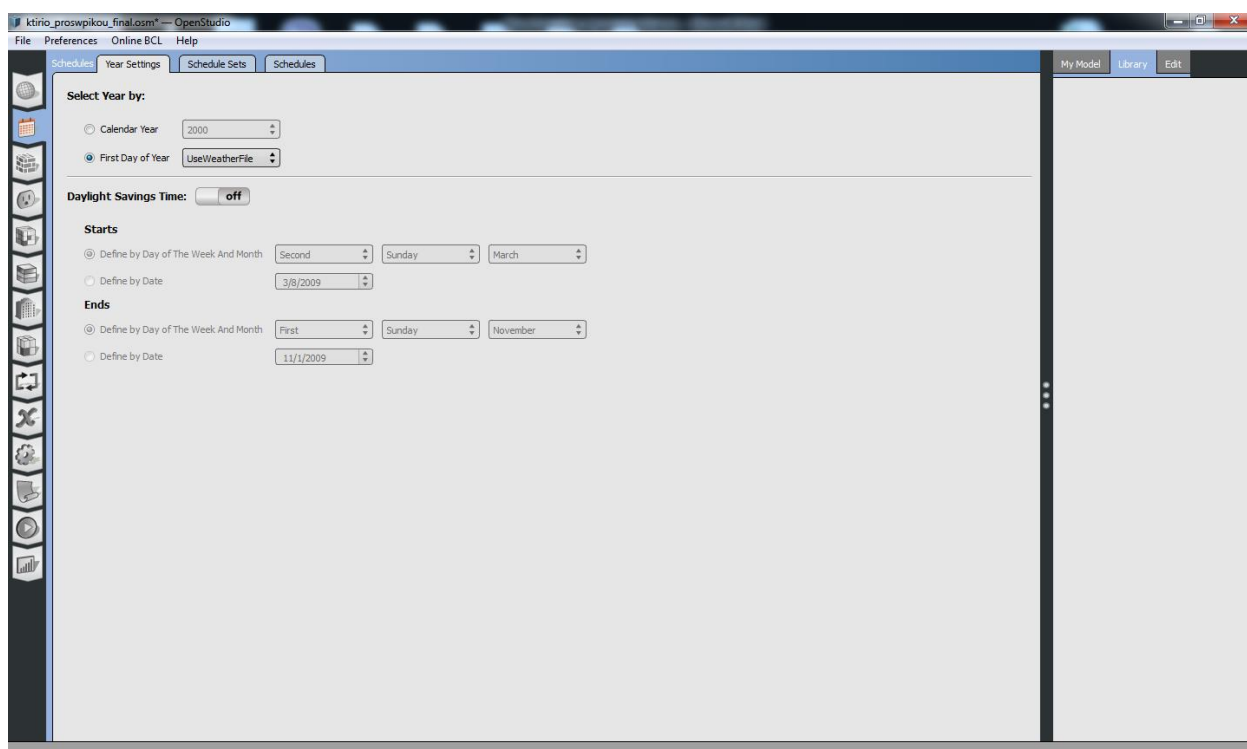 ktirio_proswpikou_final.osm* — OpenStudio
File Preferences Online BCL Help
Schedules Year Settings Schedule Sets Schedules My Model Library Edit
Select Year by:
Calendar Year 2000
First Day of Year UseWeatherFile
Daylight Savings Time: off
Starts
Define by Day of The Week And Month Second Sunday March
Define by Date 3/8/2009
Ends
Define by Day of The Week And Month First Sunday November
Define by Date 11/1/2009